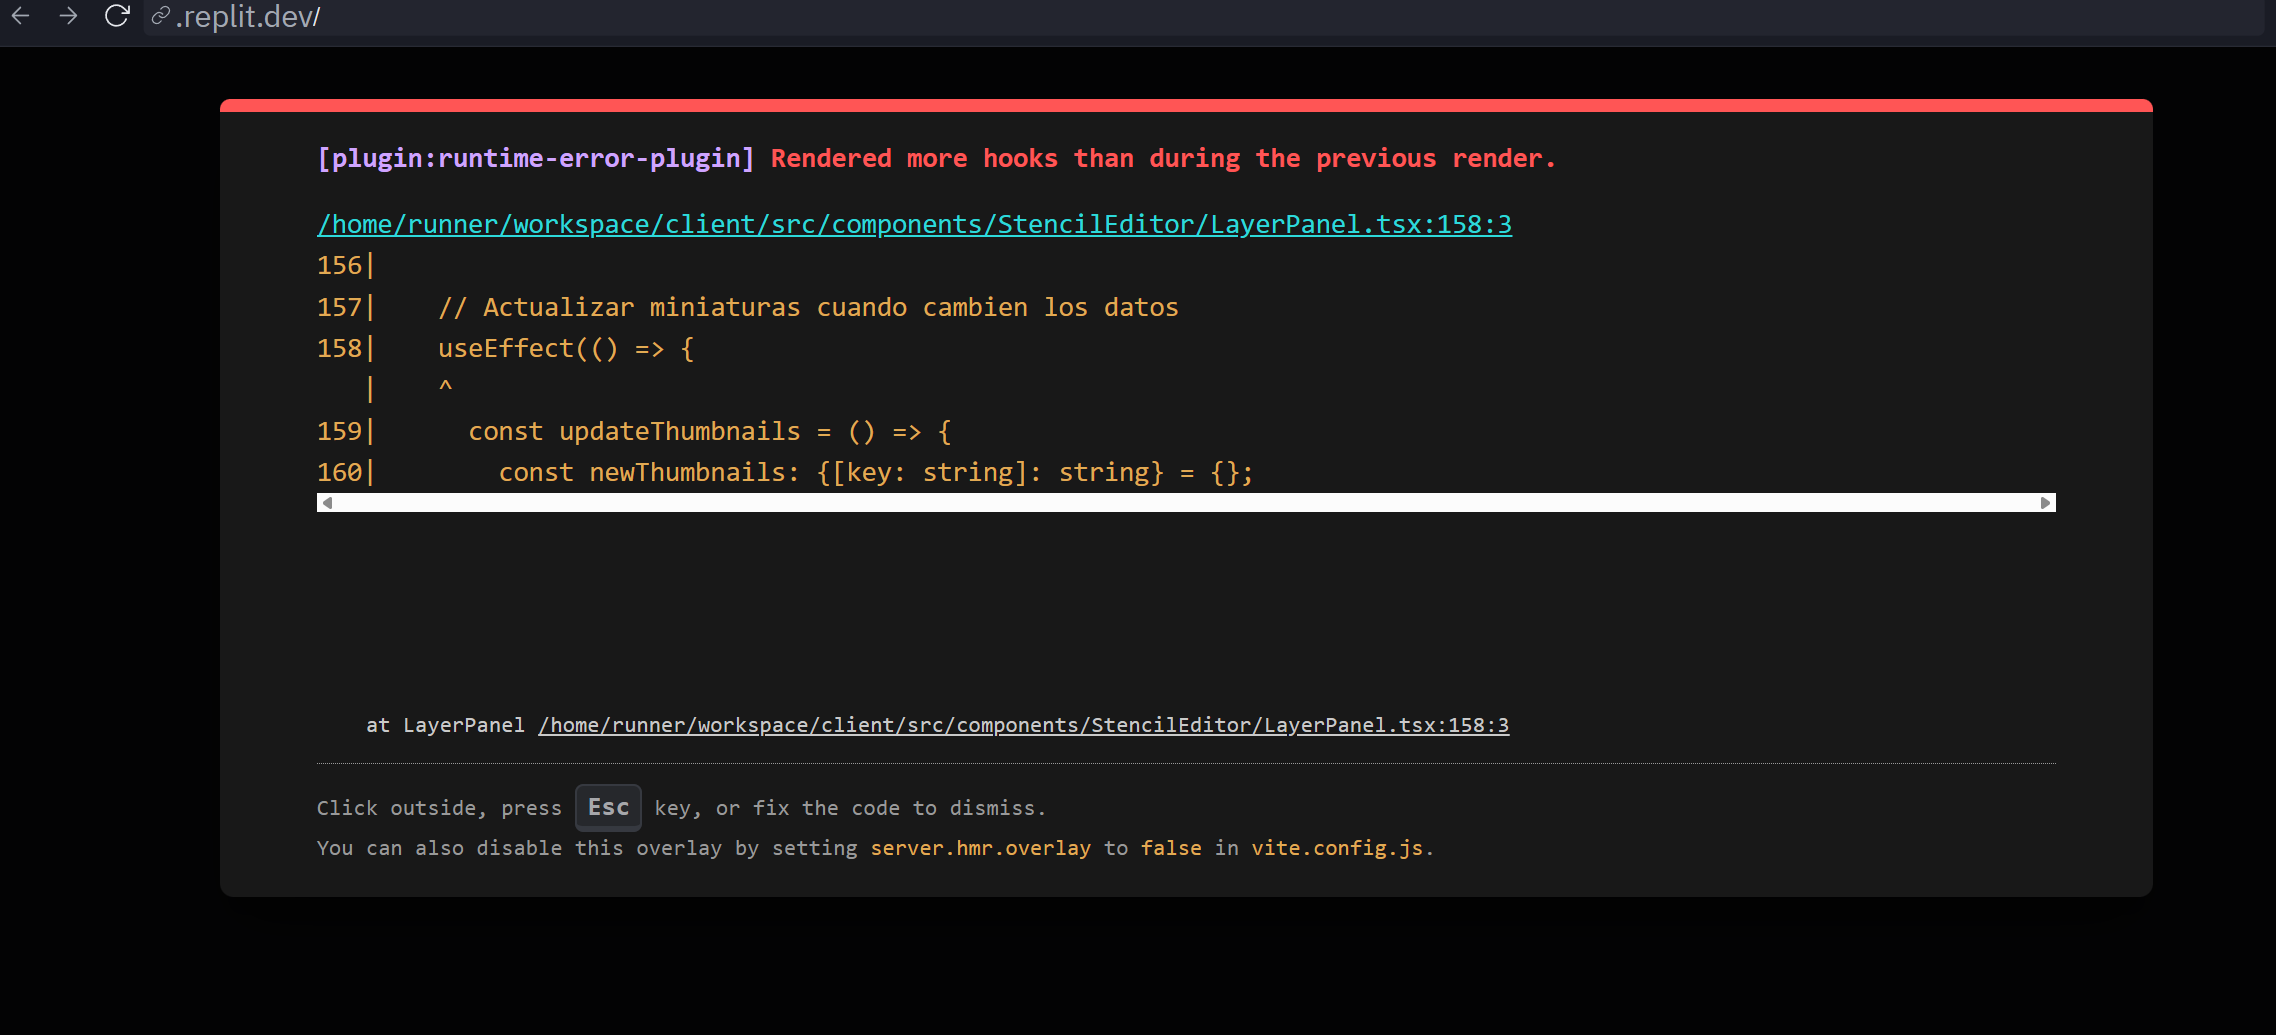 .replit.dev/
[plugin:runtime-error-plugin] Rendered more hooks than during the previous render.
/home/runner/workspace/client/src/components/StencilEditor/LayerPanel.tsx:158:3
156|
157|    // Actualizar miniaturas cuando cambien los datos
158|    useEffect(() => {
   |    ^
159|      const updateThumbnails = () => {
160|        const newThumbnails: {[key: string]: string} = {};
at LayerPanel /home/runner/workspace/client/src/components/StencilEditor/LayerPanel.tsx:158:3
Click outside, press Esc key, or fix the code to dismiss.
You can also disable this overlay by setting server.hmr.overlay to false in vite.config.js.